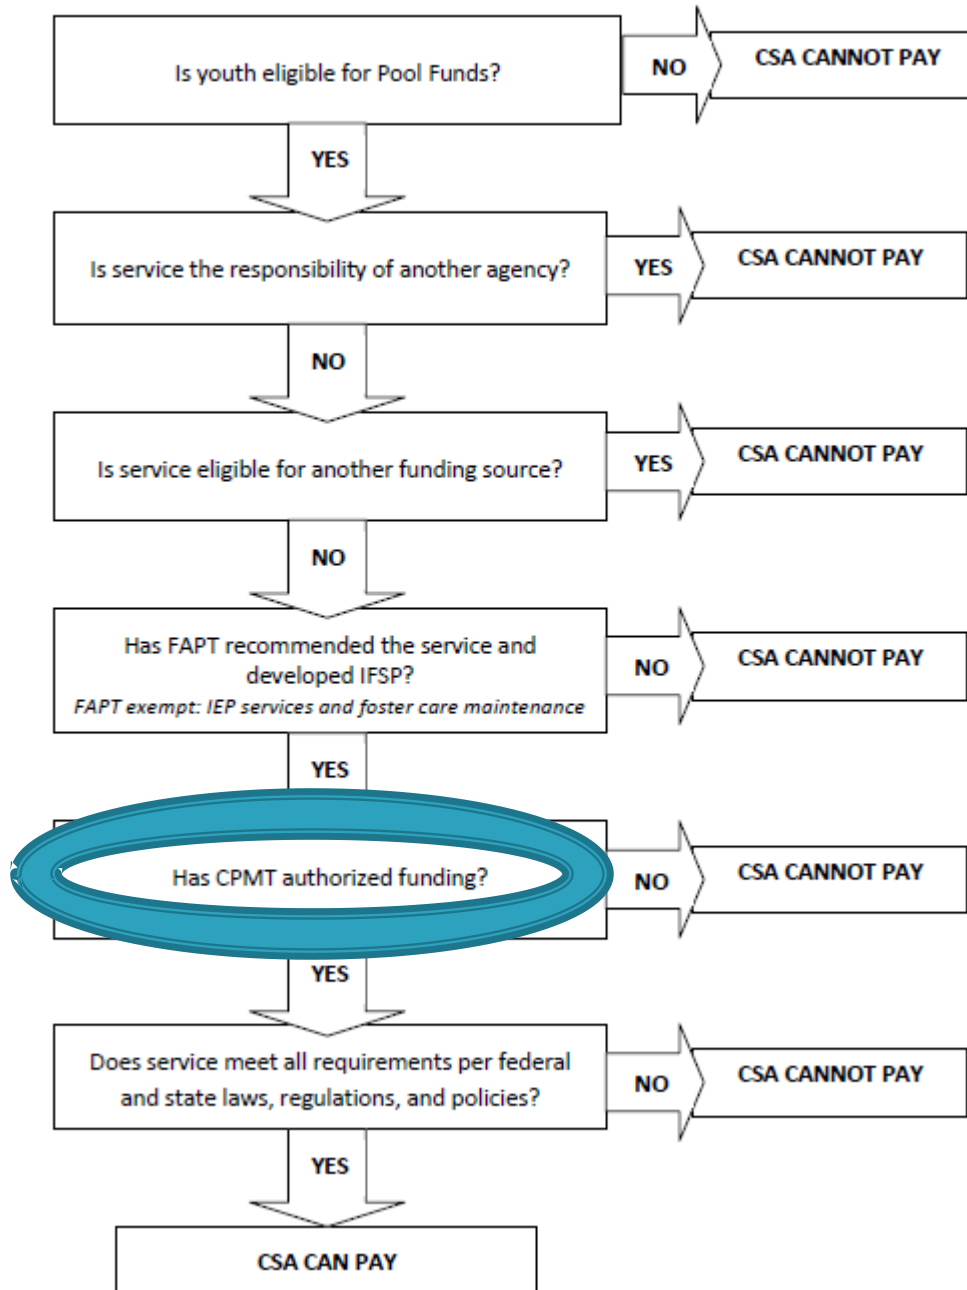 Is youth eligible for Pool Funds?
NO
CSA CANNOT PAY
YES
Is service the responsibility of another agency?
YES
CSA CANNOT PAY
NO
Is service eligible for another funding source?
YES
CSA CANNOT PAY
NO
Has FAPT recommended the service and
developed IFSP?
FAPT exempt: IEP services and foster care maintenance
NO
CSA CANNOT PAY
YES
Has CPMT authorized funding?
NO
CSA CANNOT PAY
YES
Does service meet all requirements per federal
and state laws, regulations, and policies?
NO
CSA CANNOT PAY
YES
CSA CAN PAY